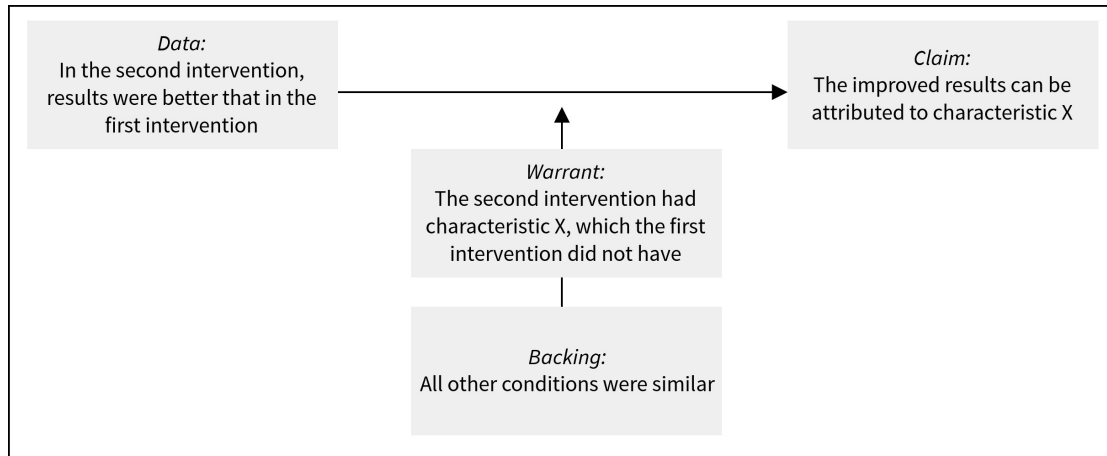 Data:
In the second intervention,
results were better that in the
first intervention
Claim:
The improved results can be
attributed to characteristic X
Warrant:
The second intervention had
characteristic X, which the first
intervention did not have
Backing:
All other conditions were similar